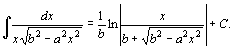 ∫ dx / (x√(b² − a²x²)) = (1/b) ln |x / (b + √(b² − a²x²))| + C.